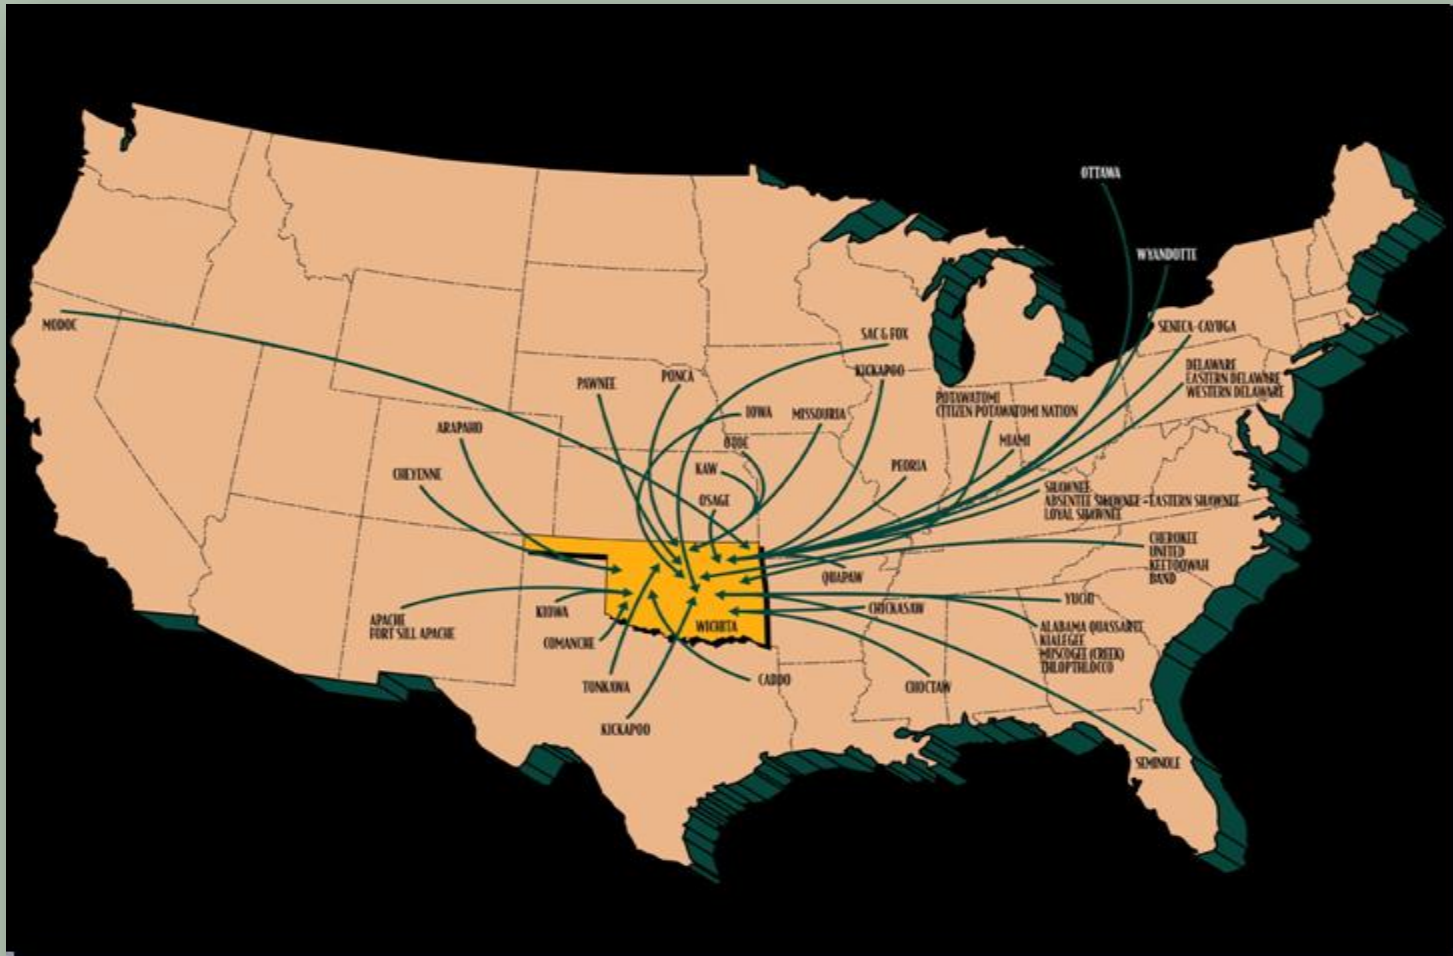 OTTAWA
WYANDOTTE
MODOC
SENECA-CAYUGA
SAC & FOX
KICKAPOO
DELAWARE
EASTERN DELAWARE
WESTERN DELAWARE
PAWNEE
PONCA
IOWA
MISSOURIA
POTAWATOMI
CITIZEN POTAWATOMI NATION
ARAPAHO
OTOE
MIAMI
CHEYENNE
KAW
PEORIA
OSAGE
SHAWNEE
ABSENTEE SHAWNEE - EASTERN SHAWNEE
LOYAL SHAWNEE
CHEROKEE
UNITED
KEETOOWAH
BAND
QUAPAW
YUCHI
APACHE
FORT SILL APACHE
KIOWA
CHICKASAW
COMANCHE
WICHITA
ALABAMA QUASSARTE
KIALEGEE
MUSCOGEE (CREEK)
THLOPTHLOCCO
TONKAWA
CADDO
CHOCTAW
KICKAPOO
SEMINOLE